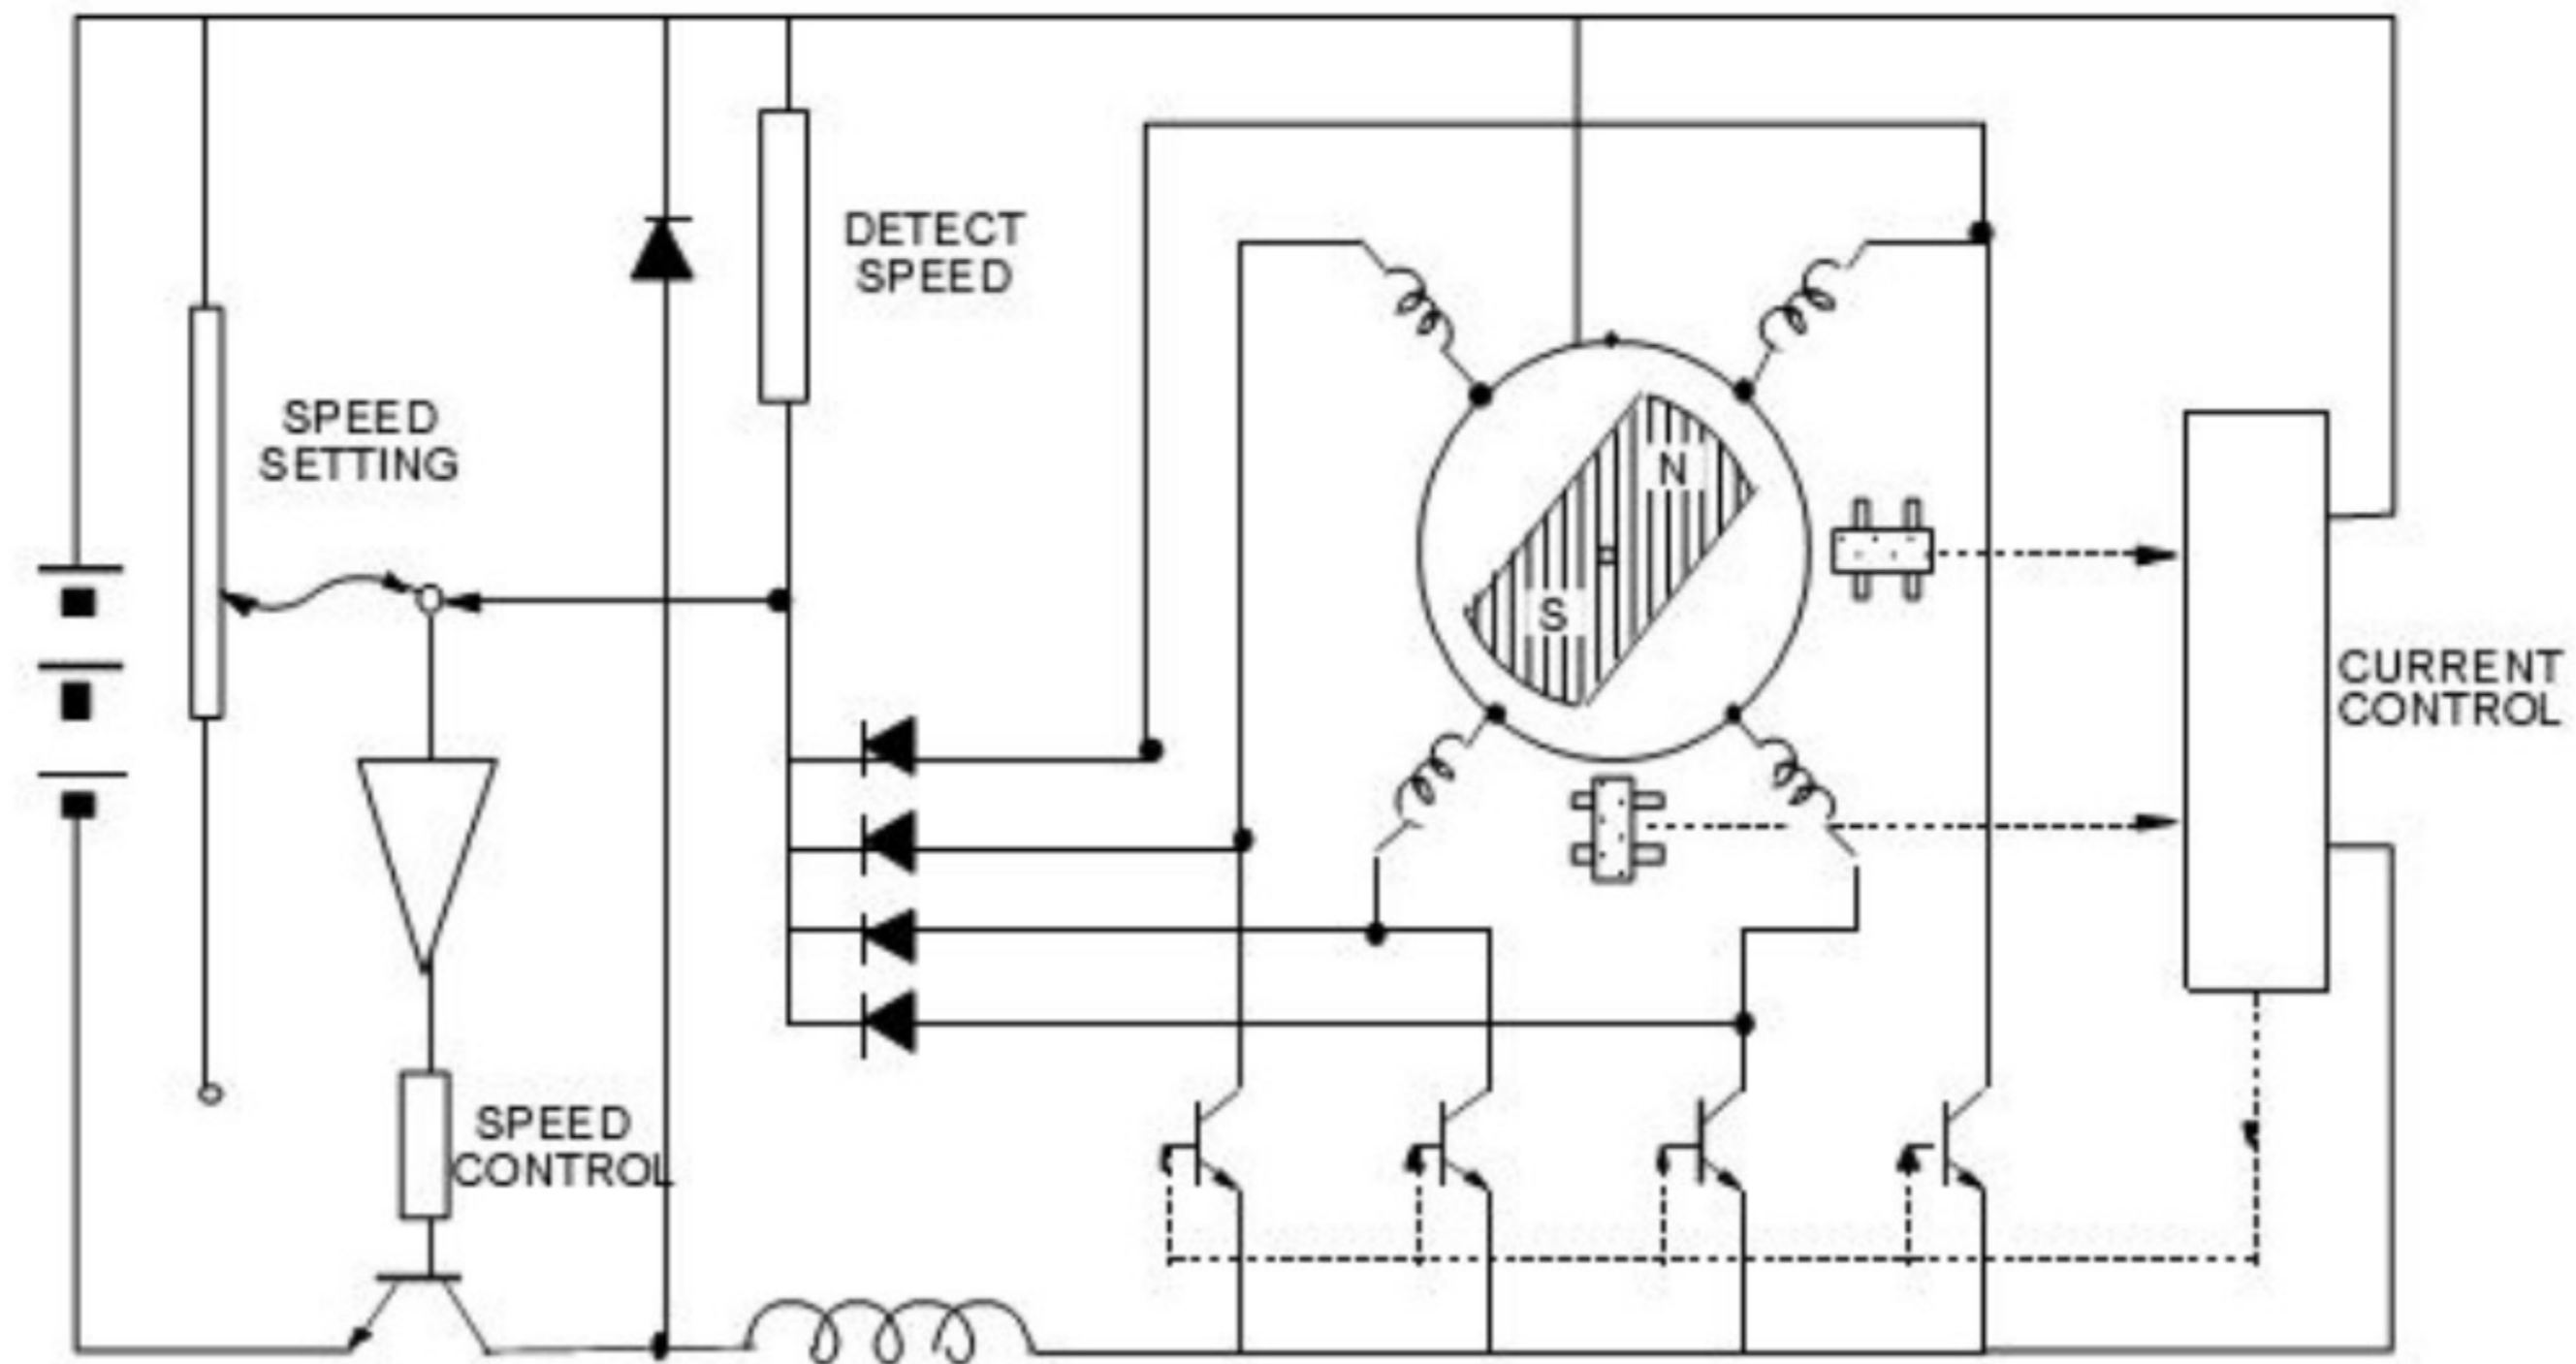 DETECT
SPEED
SPEED
SETTING
N
S
CURRENT
CONTROL
SPEED
CONTROL